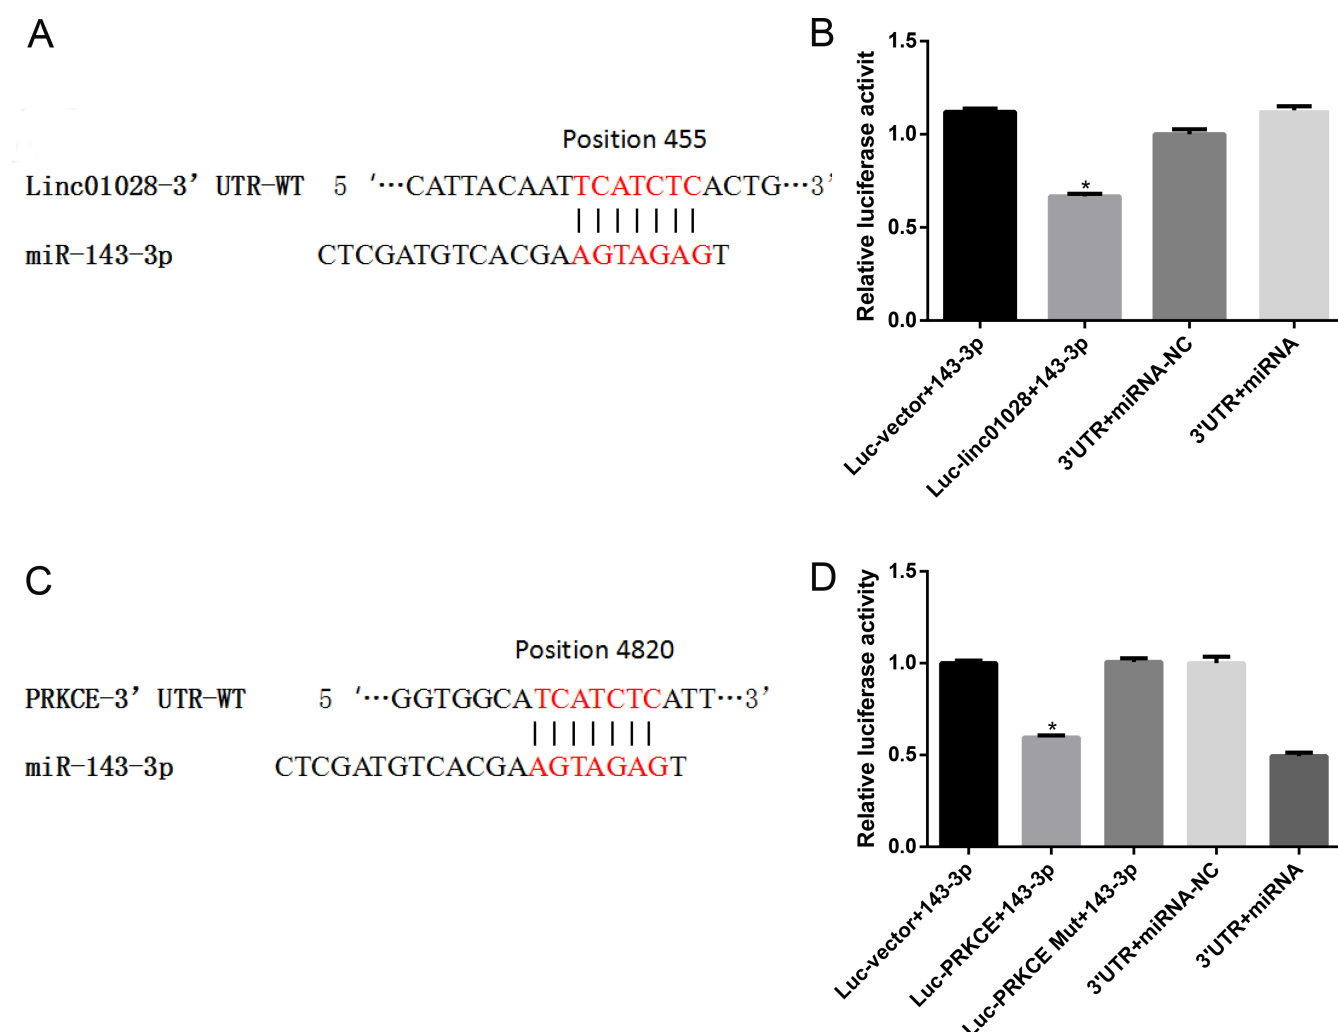 A
Position 455
Linc01028-3’ UTR-WT 5 ‘···CATTACAATTCATCTCACTG···3’
miR-143-3p CTCGATGTCACGAAGTAGAGT
B
Relative luciferase activit
1.5
1.0
0.5
0.0
Luc-vector+143-3p
Luc-linc01028+143-3p
3'UTR+miRNA-NC
3'UTR+miRNA
*
C
Position 4820
PRKCE-3’ UTR-WT 5 ‘···GGTGGCATCATCTCATT···3’
miR-143-3p CTCGATGTCACGAAGTAGAGT
D
Relative luciferase activity
1.5
1.0
0.5
0.0
Luc-vector+143-3p
Luc-PRKCE+143-3p
Luc-PRKCE Mut+143-3p
3'UTR+miRNA-NC
3'UTR+miRNA
*